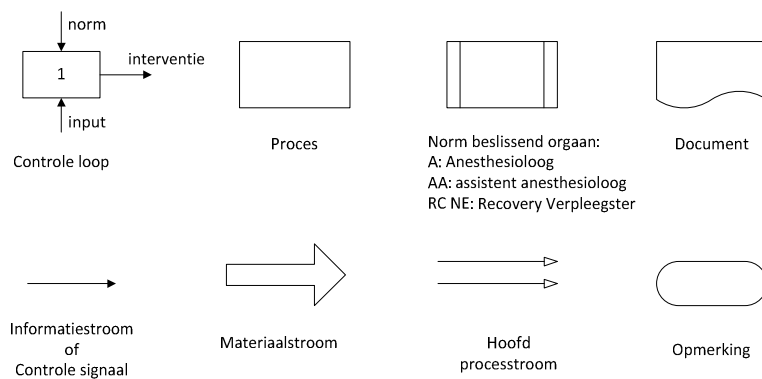 norm
1
interventie
input
Controle loop
Proces
Norm beslissend orgaan:
A: Anesthesioloog
AA: assistent anesthesioloog
RC NE: Recovery Verpleegster
Document
Informatiestroom
of
Controle signaal
Materiaalstroom
Hoofd
processtroom
Opmerking